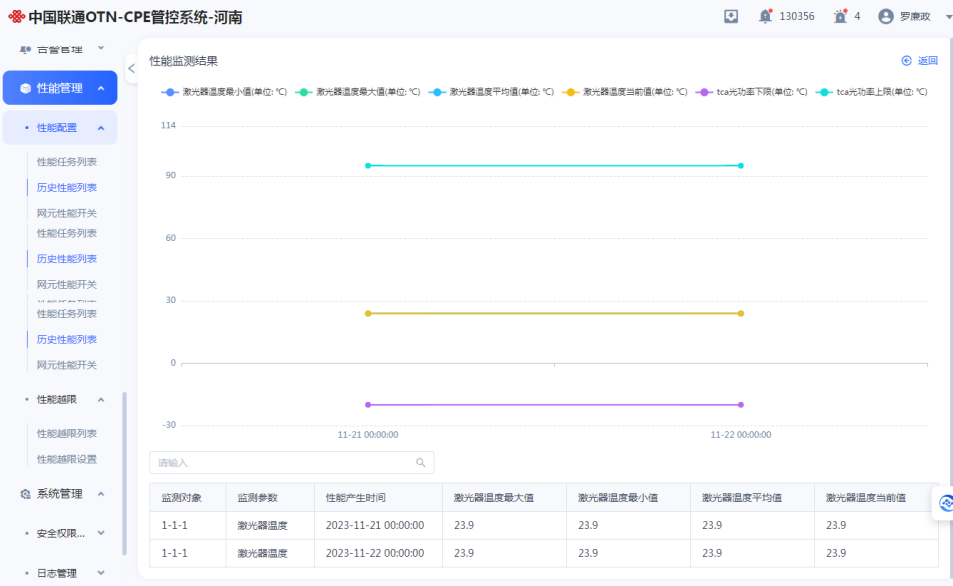 中国联通OTN-CPE管控系统-河南
130356
4
罗廉政
告警管理
性能管理
性能配置
性能任务列表
历史性能列表
网元性能开关
性能任务列表
历史性能列表
网元性能开关
性能任务列表
性能任务列表
历史性能列表
网元性能开关
性能越限
性能越限列表
性能越限设置
系统管理
安全权限...
日志管理
性能监测结果
返回
激光器温度最小值(单位: ℃) 激光器温度最大值(单位: ℃) 激光器温度平均值(单位: ℃) 激光器温度当前值(单位: ℃) tca光功率下限(单位: ℃) tca光功率上限(单位: ℃)
114
90
60
30
0
-30
11-21 00:00:00 11-22 00:00:00
请输入
监测对象 监测参数 性能产生时间 激光器温度最大值 激光器温度最小值 激光器温度平均值 激光器温度当前值
1-1-1 激光器温度 2023-11-21 00:00:00 23.9 23.9 23.9 23.9
1-1-1 激光器温度 2023-11-22 00:00:00 23.9 23.9 23.9 23.9